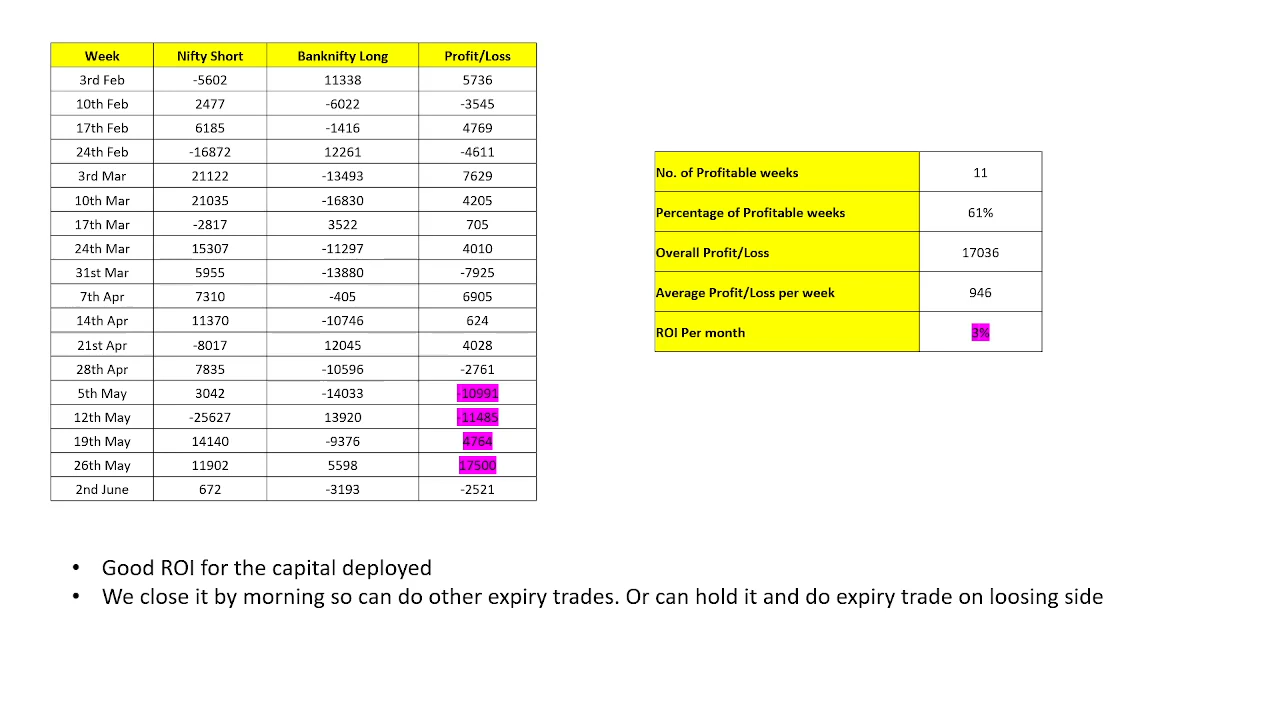 Week Nifty Short Banknifty Long Profit/Loss
3rd Feb -5602 11338 5736
10th Feb 2477 -6022 -3545
17th Feb 6185 -1416 4769
24th Feb -16872 12261 -4611
3rd Mar 21122 -13493 7629
10th Mar 21035 -16830 4205
17th Mar -2817 3522 705
24th Mar 15307 -11297 4010
31st Mar 5955 -13880 -7925
7th Apr 7310 -405 6905
14th Apr 11370 -10746 624
21st Apr -8017 12045 4028
28th Apr 7835 -10596 -2761
5th May 3042 -14033 -10991
12th May -25627 13920 -11485
19th May 14140 -9376 4764
26th May 11902 5598 17500
2nd June 672 -3193 -2521
No. of Profitable weeks 11
Percentage of Profitable weeks 61%
Overall Profit/Loss 17036
Average Profit/Loss per week 946
ROI Per month 3%
• Good ROI for the capital deployed
• We close it by morning so can do other expiry trades. Or can hold it and do expiry trade on loosing side